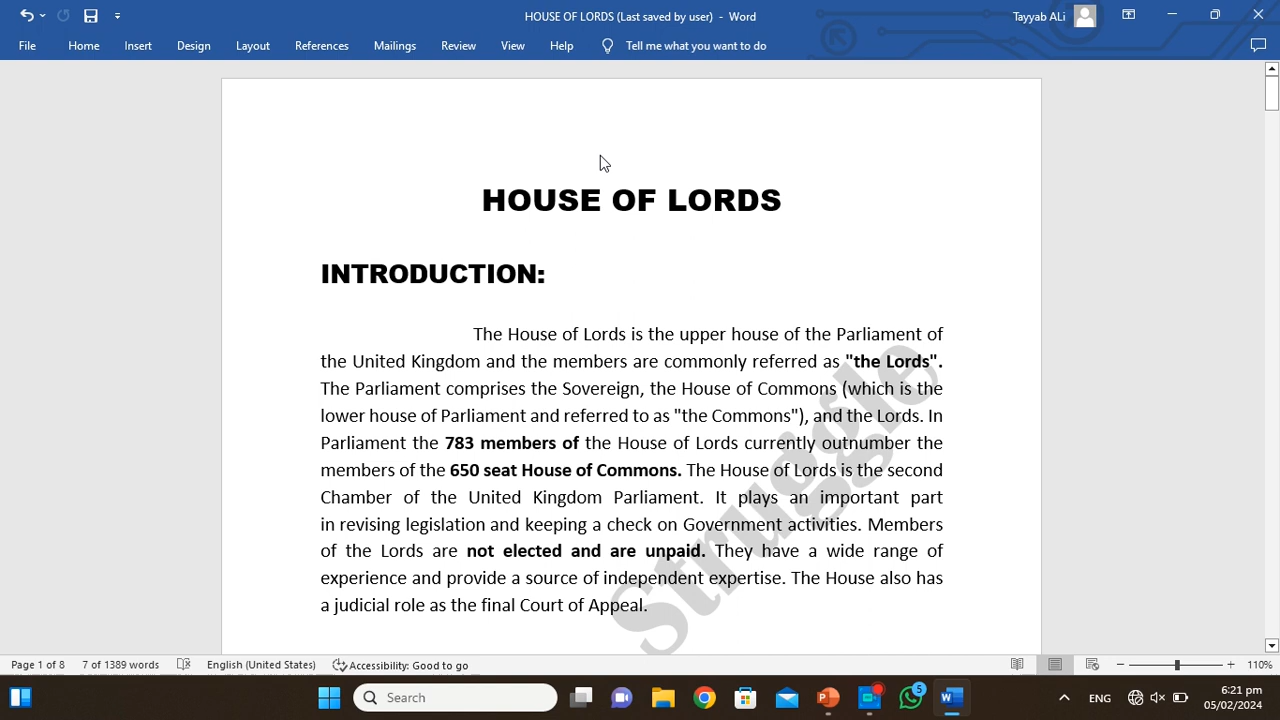 HOUSE OF LORDS (Last saved by user) - Word
Tayyab ALi
File Home Insert Design Layout References Mailings Review View Help Tell me what you want to do
HOUSE OF LORDS
INTRODUCTION:
The House of Lords is the upper house of the Parliament of
the United Kingdom and the members are commonly referred as "the Lords".
The Parliament comprises the Sovereign, the House of Commons (which is the
lower house of Parliament and referred to as "the Commons"), and the Lords. In
Parliament the 783 members of the House of Lords currently outnumber the
members of the 650 seat House of Commons. The House of Lords is the second
Chamber of the United Kingdom Parliament. It plays an important part
in revising legislation and keeping a check on Government activities. Members
of the Lords are not elected and are unpaid. They have a wide range of
experience and provide a source of independent expertise. The House also has
a judicial role as the final Court of Appeal.
Struggle
Page 1 of 8 7 of 1389 words English (United States) Accessibility: Good to go 110%
Search 5 ENG 6:21 pm
05/02/2024